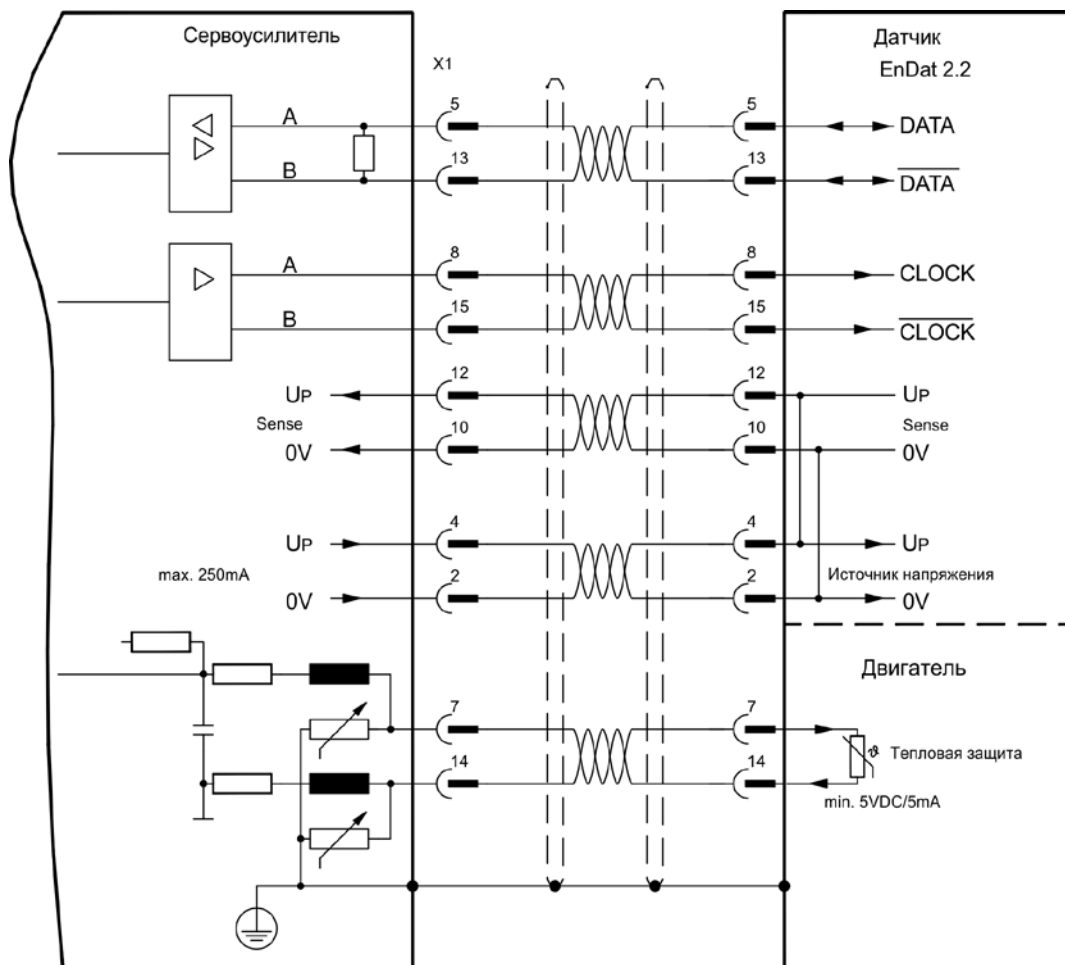 Сервоусилитель
Датчик
EnDat 2.2
X1
A
5
5
DATA
B
13
13
DATA
A
8
8
CLOCK
B
15
15
CLOCK
UP
12
12
UP
Sense
Sense
0V
10
10
0V
UP
4
4
UP
max. 250mA
Источник напряжения
0V
2
2
0V
Двигатель
7
7
ϑ Тепловая защита
14
14
min. 5VDC/5mA